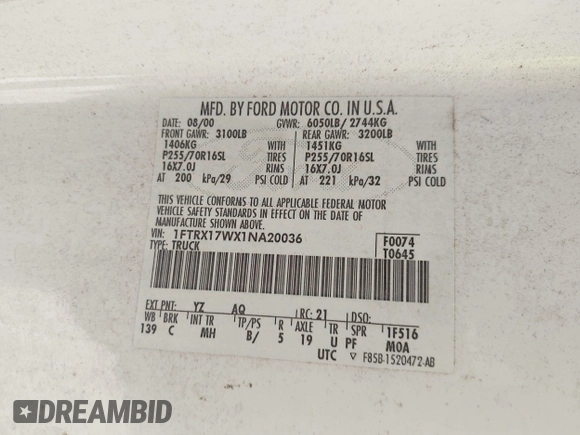 MFD. BY FORD MOTOR CO. IN U.S.A.
DATE: 08/00 GVWR: 6050LB/ 2744KG
FRONT GAWR: 3100LB REAR GAWR: 3200LB
1406KG WITH 1451KG WITH
P255/70R16SL TIRES P255/70R16SL TIRES
16X7.0J RIMS 16X7.0J RIMS
AT 200 kPa/29 PSI COLD AT 221 kPa/32 PSI COLD
THIS VEHICLE CONFORMS TO ALL APPLICABLE FEDERAL MOTOR
VEHICLE SAFETY STANDARDS IN EFFECT ON THE DATE OF
MANUFACTURE SHOWN ABOVE.
VIN: 1FTRX17WX1NA20036 F0074
TYPE: TRUCK T0645
EXT PNT: YZ AQ RC: 21 DSO:
WB BRK INT TR TP/PS R AXLE TR SPR 1F516
139 C MH B/ 5 19 U PF M0A
UTC ▽ F85B-1520472-AB
DREAMBID